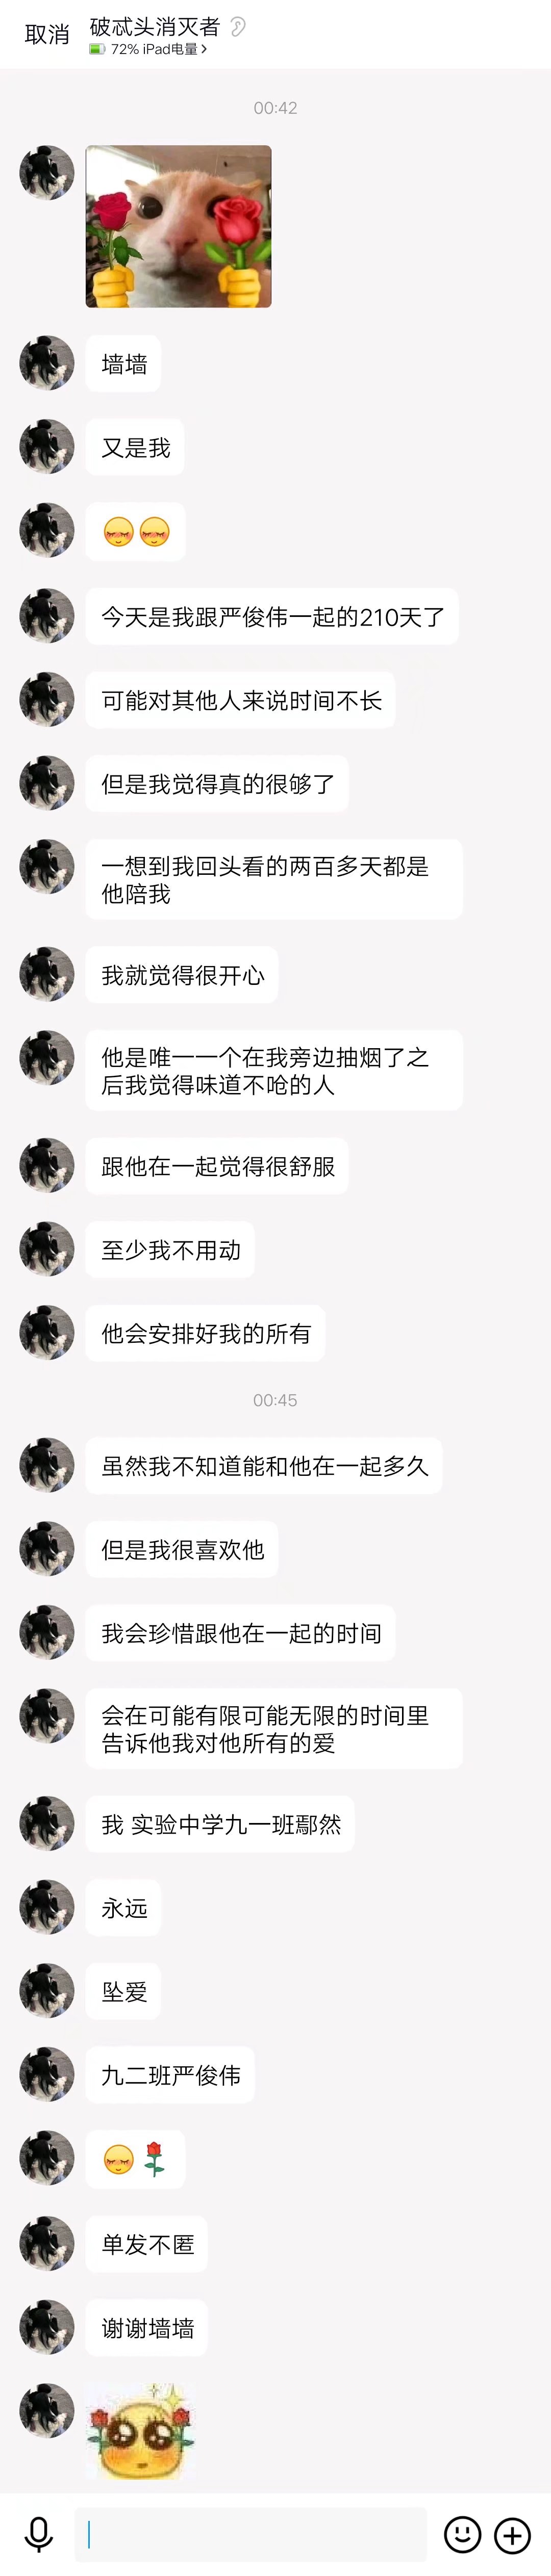 取消
破忒头消灭者
72% iPad电量
00:42
墙墙
又是我
今天是我跟严俊伟一起的210天了
可能对其他人来说时间不长
但是我觉得真的很够了
一想到我回头看的两百多天都是
他陪我
我就觉得很开心
他是唯一一个在我旁边抽烟了之
后我觉得味道不呛的人
跟他在一起觉得很舒服
至少我不用动
他会安排好我的所有
00:45
虽然我不知道能和他在一起多久
但是我很喜欢他
我会珍惜跟他在一起的时间
会在可能有限可能无限的时间里
告诉他我对他所有的爱
我 实验中学九一班鄢然
永远
坠爱
九二班严俊伟
单发不匿
谢谢墙墙